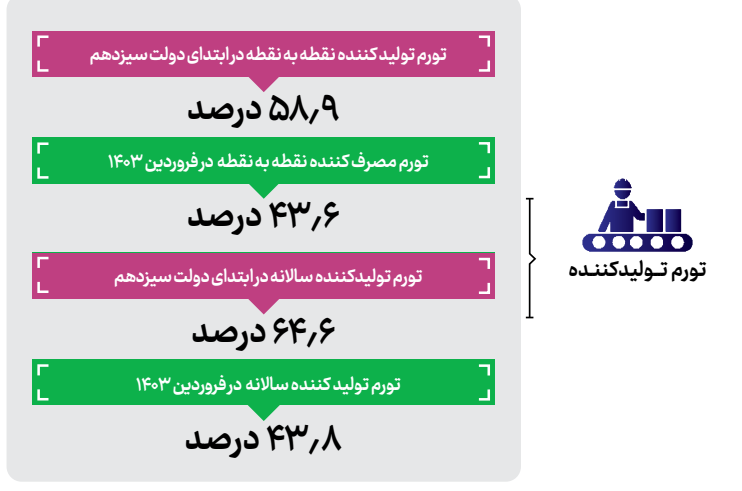 تورم تولیدکننده نقطه به نقطه در ابتدای دولت سیزدهم
۵۸٫۹ درصد
تورم مصرف کننده نقطه به نقطه در فروردین ۱۴۰۳
۴۳٫۶ درصد
تورم تولیدکننده سالانه در ابتدای دولت سیزدهم
۶۴٫۶ درصد
تورم تولید کننده سالانه در فروردین ۱۴۰۳
۴۳٫۸ درصد
تورم تـولیدکننـده